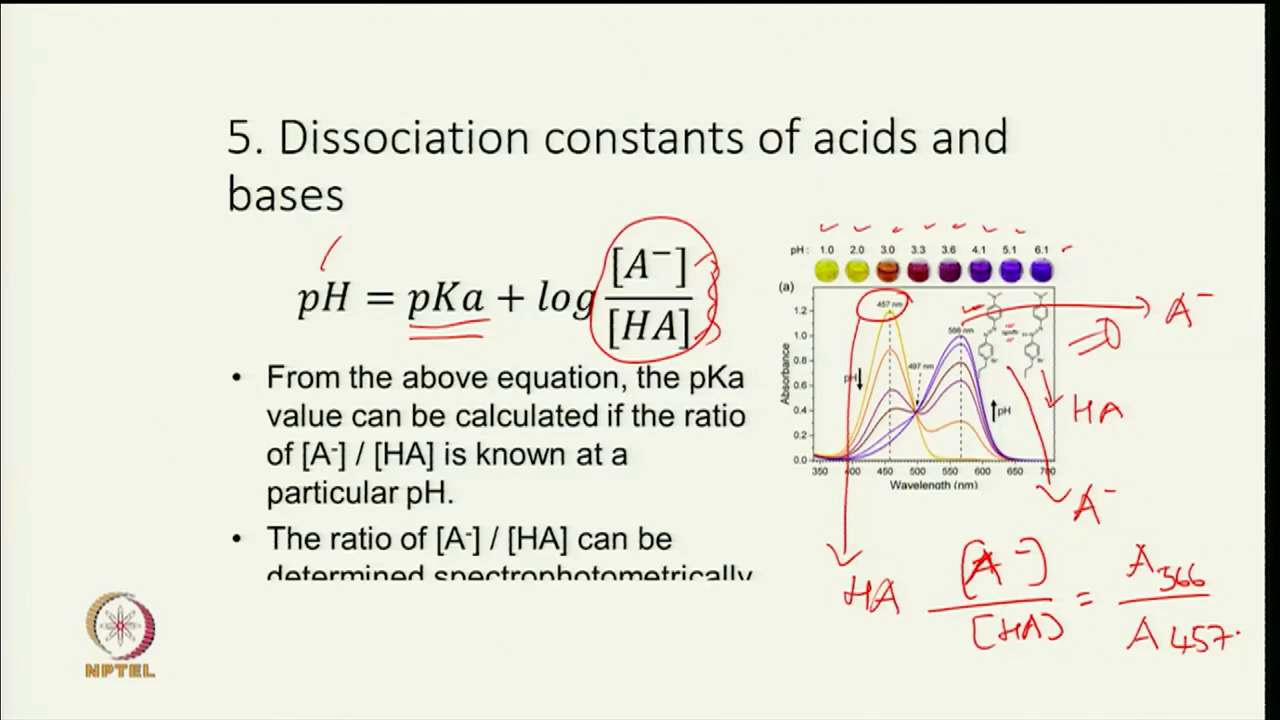 5. Dissociation constants of acids and
bases
pH = pKa + log [A⁻] / [HA]
• From the above equation, the pKa
value can be calculated if the ratio
of [A-] / [HA] is known at a
particular pH.
• The ratio of [A-] / [HA] can be
determined spectrophotometrically
pH : 1.0 2.0 3.0 3.3 3.6 4.1 5.1 6.1
(a)
457 nm
566 nm
497 nm
pH
pH
Absorbance
1.2
1.0
0.8
0.6
0.4
0.2
0.0
350 400 450 500 550 600 650 700
Wavelength (nm)
A⁻
HA
A⁻
HA
[A⁻] / [HA] = A366 / A457.
NPTEL